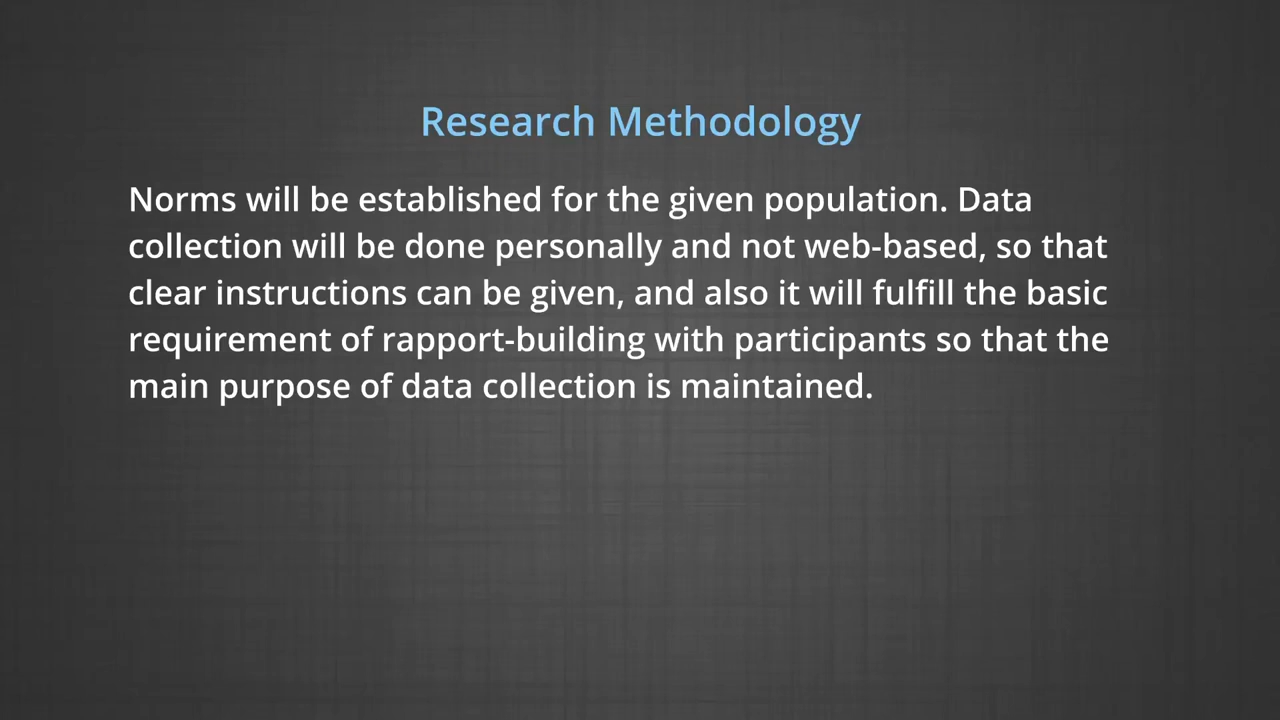 Research Methodology
Norms will be established for the given population. Data
collection will be done personally and not web-based, so that
clear instructions can be given, and also it will fulfill the basic
requirement of rapport-building with participants so that the
main purpose of data collection is maintained.